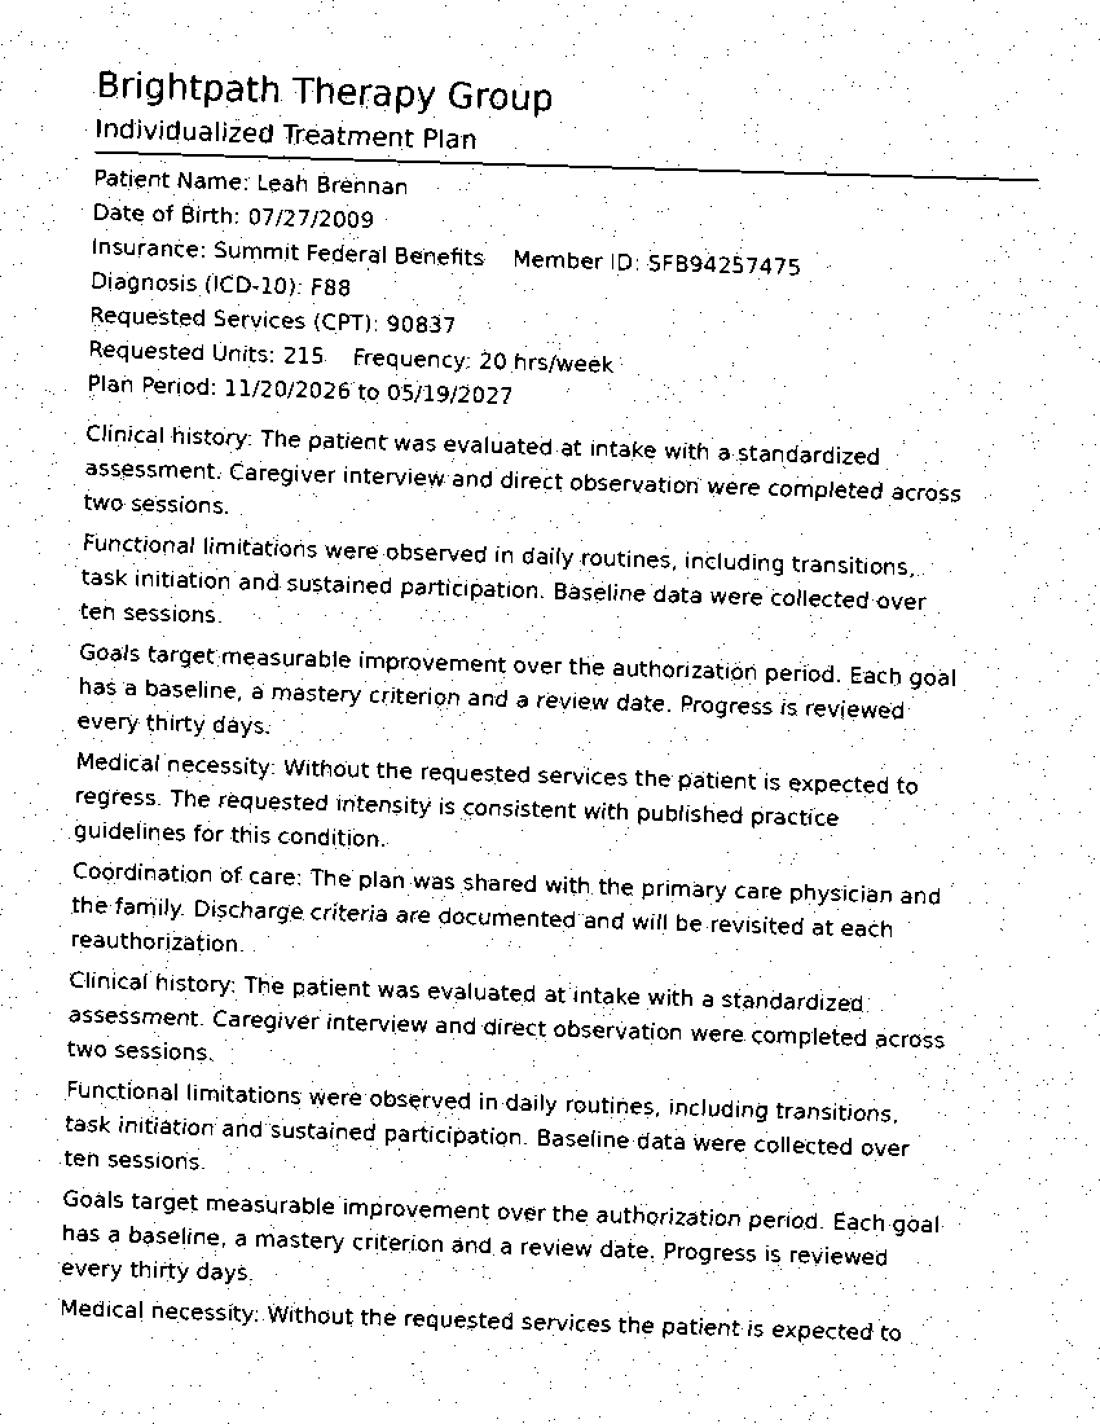 Brightpath Therapy Group
Individualized Treatment Plan
Patient Name: Leah Brennan
Date of Birth: 07/27/2009
Insurance: Summit Federal Benefits Member ID: SFB94257475
Diagnosis (ICD-10): F88
Requested Services (CPT): 90837
Requested Units: 215 Frequency: 20 hrs/week
Plan Period: 11/20/2026 to 05/19/2027
Clinical history: The patient was evaluated at intake with a standardized
assessment. Caregiver interview and direct observation were completed across
two sessions.
Functional limitations were observed in daily routines, including transitions,
task initiation and sustained participation. Baseline data were collected over
ten sessions.
Goals target measurable improvement over the authorization period. Each goal
has a baseline, a mastery criterion and a review date. Progress is reviewed
every thirty days.
Medical necessity: Without the requested services the patient is expected to
regress. The requested intensity is consistent with published practice
guidelines for this condition.
Coordination of care: The plan was shared with the primary care physician and
the family. Discharge criteria are documented and will be revisited at each
reauthorization.
Clinical history: The patient was evaluated at intake with a standardized
assessment. Caregiver interview and direct observation were completed across
two sessions.
Functional limitations were observed in daily routines, including transitions,
task initiation and sustained participation. Baseline data were collected over
ten sessions.
Goals target measurable improvement over the authorization period. Each goal
has a baseline, a mastery criterion and a review date. Progress is reviewed
every thirty days.
Medical necessity: Without the requested services the patient is expected to